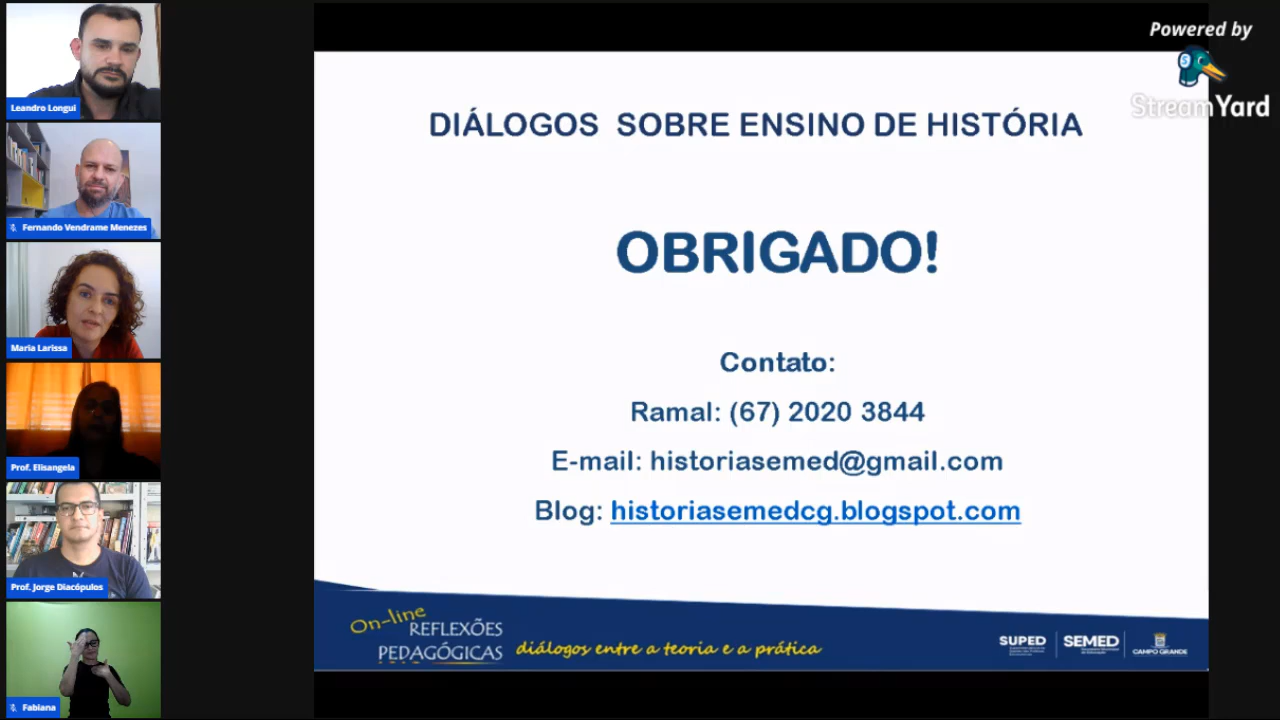 Leandro Longui
Fernando Vendrame Menezes
Maria Larissa
Prof. Elisangela
Prof. Jorge Diacópulos
Fabiana
Powered by
StreamYard
DIÁLOGOS SOBRE ENSINO DE HISTÓRIA
OBRIGADO!
Contato:
Ramal: (67) 2020 3844
E-mail: historiasemed@gmail.com
Blog: historiasemedcg.blogspot.com
On-line
REFLEXÕES
PEDAGÓGICAS
diálogos entre a teoria e a prática
SUPED
SEMED
CAMPO GRANDE